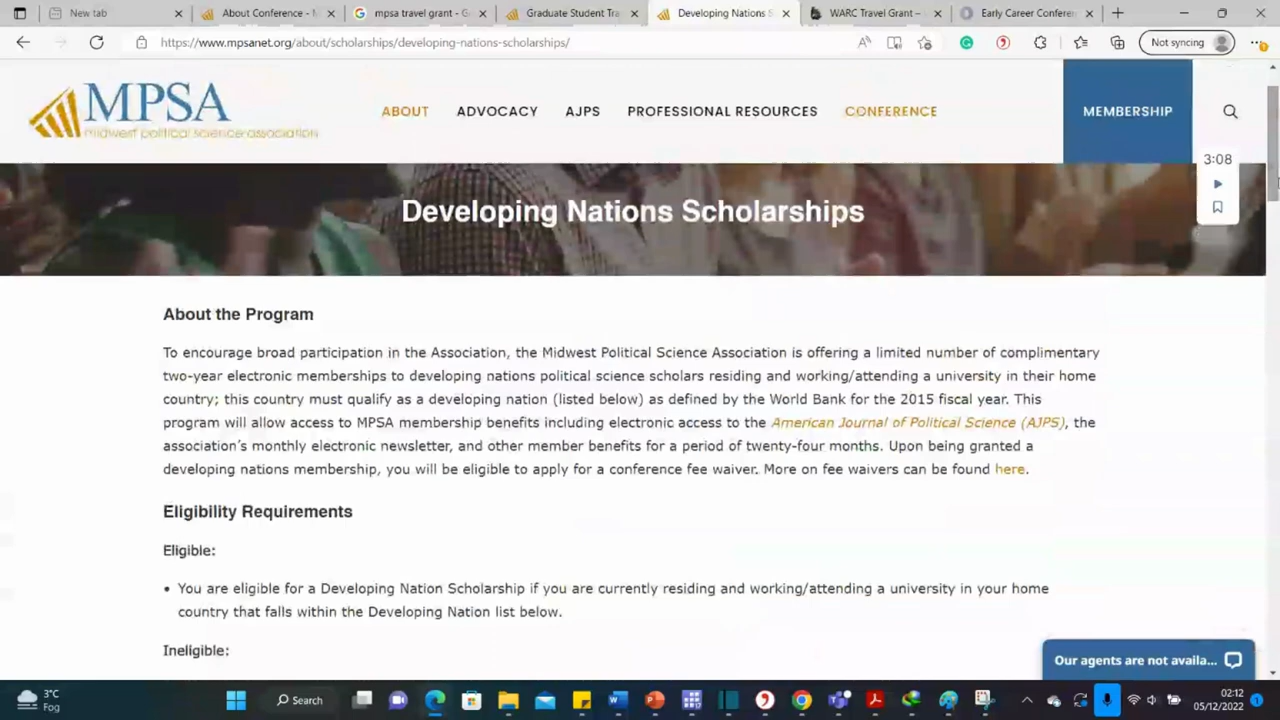 New tab
About Conference - M
mpsa travel grant - G
Graduate Student Tra
Developing Nations S
WARC Travel Grant –
Early Career Conferen
https://www.mpsanet.org/about/scholarships/developing-nations-scholarships/
Not syncing
MPSA
midwest political science association
ABOUT
ADVOCACY
AJPS
PROFESSIONAL RESOURCES
CONFERENCE
MEMBERSHIP
3:08
Developing Nations Scholarships
About the Program
To encourage broad participation in the Association, the Midwest Political Science Association is offering a limited number of complimentary
two-year electronic memberships to developing nations political science scholars residing and working/attending a university in their home
country; this country must qualify as a developing nation (listed below) as defined by the World Bank for the 2015 fiscal year. This
program will allow access to MPSA membership benefits including electronic access to the American Journal of Political Science (AJPS), the
association's monthly electronic newsletter, and other member benefits for a period of twenty-four months. Upon being granted a
developing nations membership, you will be eligible to apply for a conference fee waiver. More on fee waivers can be found here.
Eligibility Requirements
Eligible:
• You are eligible for a Developing Nation Scholarship if you are currently residing and working/attending a university in your home
country that falls within the Developing Nation list below.
Ineligible:
Our agents are not availa...
3°C
Fog
Search
02:12
05/12/2022